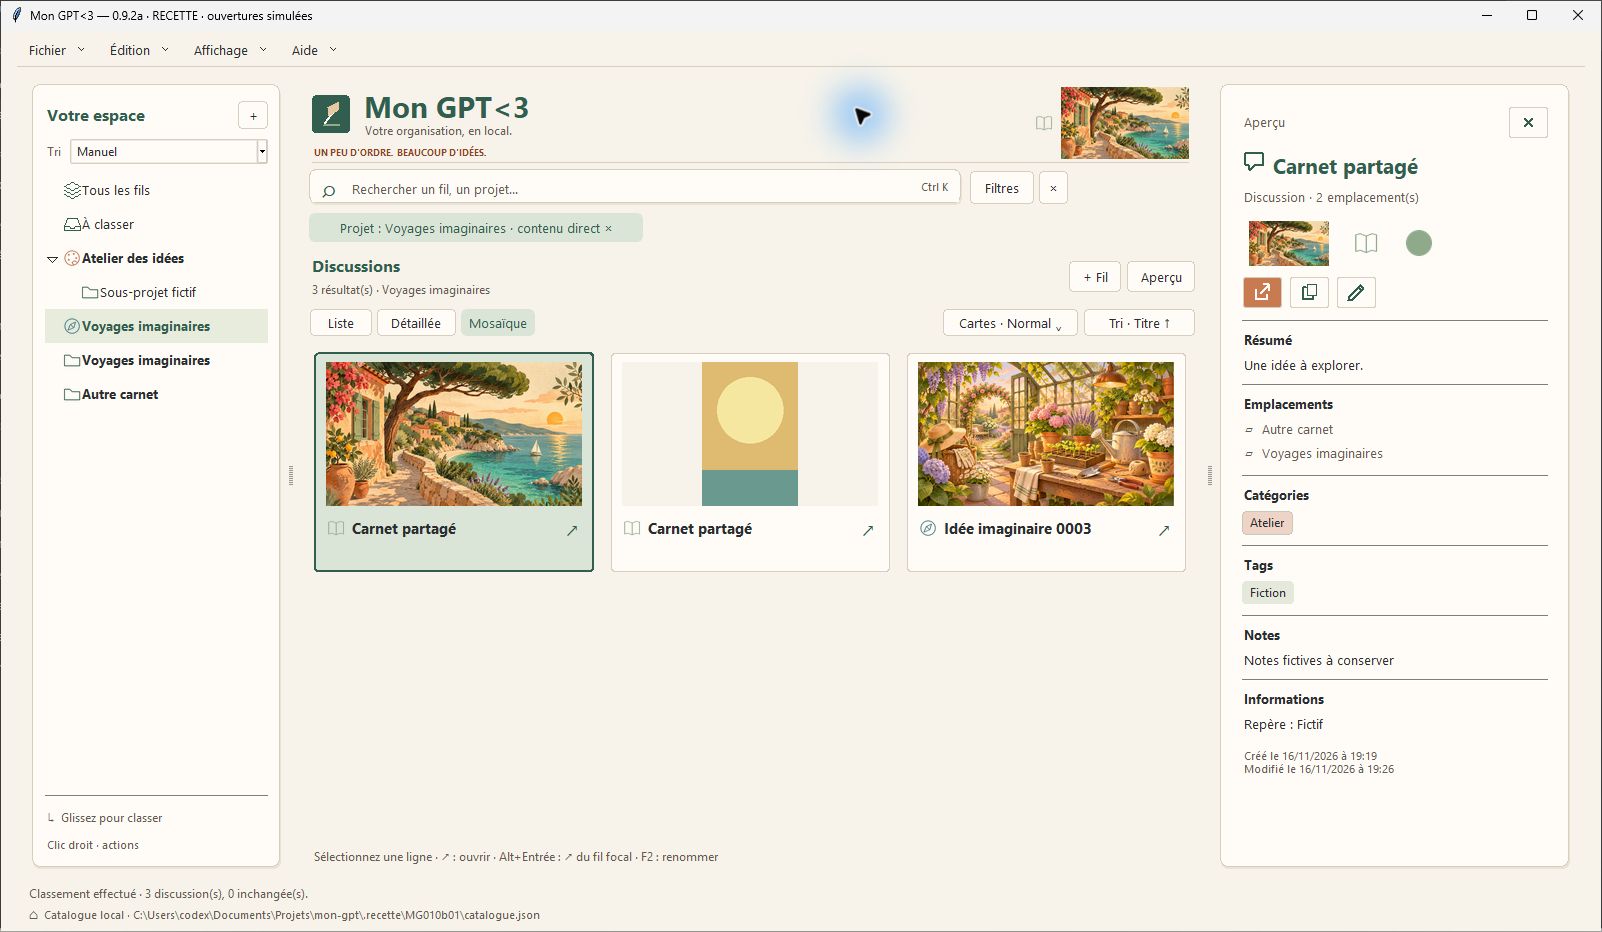 Mon GPT<3 — 0.9.2a · RECETTE · ouvertures simulées
Fichier Édition Affichage Aide
Votre espace +
Tri Manuel
Tous les fils
À classer
Atelier des idées
Sous-projet fictif
Voyages imaginaires
Voyages imaginaires
Autre carnet
↳ Glissez pour classer
Clic droit · actions
Mon GPT<3
Votre organisation, en local.
UN PEU D'ORDRE. BEAUCOUP D'IDÉES.
Rechercher un fil, un projet... Ctrl K Filtres ×
Projet : Voyages imaginaires · contenu direct ×
Discussions
3 résultat(s) · Voyages imaginaires
+ Fil Aperçu
Liste Détaillée Mosaïque Cartes · Normal Tri · Titre ↑
Carnet partagé ↗
Carnet partagé ↗
Idée imaginaire 0003 ↗
Sélectionnez une ligne · ↗ : ouvrir · Alt+Entrée : ↗ du fil focal · F2 : renommer
Aperçu
Carnet partagé
Discussion · 2 emplacement(s)
Résumé
Une idée à explorer.
Emplacements
▱ Autre carnet
▱ Voyages imaginaires
Catégories
Atelier
Tags
Fiction
Notes
Notes fictives à conserver
Informations
Repère : Fictif
Créé le 16/11/2026 à 19:19
Modifié le 16/11/2026 à 19:26
Classement effectué · 3 discussion(s), 0 inchangée(s).
⌂ Catalogue local · C:\Users\codex\Documents\Projets\mon-gpt\.recette\MG010b01\catalogue.json